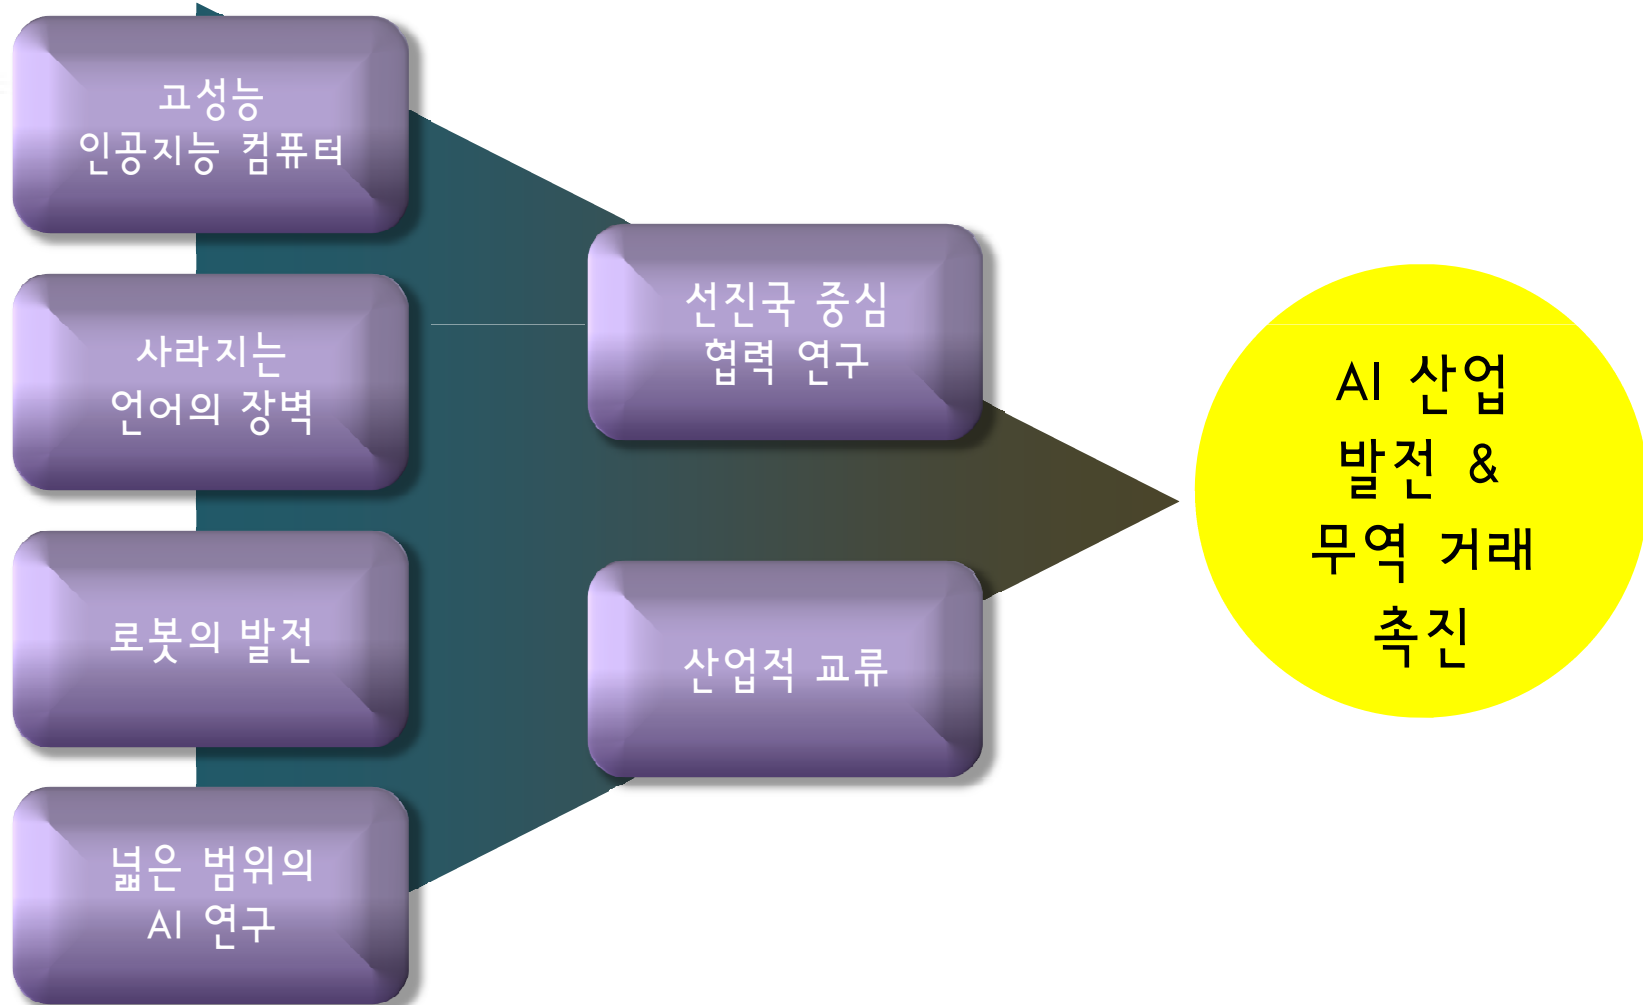 고성능
인공지능 컴퓨터
사라지는
언어의 장벽
로봇의 발전
넓은 범위의
AI 연구
선진국 중심
협력 연구
산업적 교류
AI 산업
발전 &
무역 거래
촉진